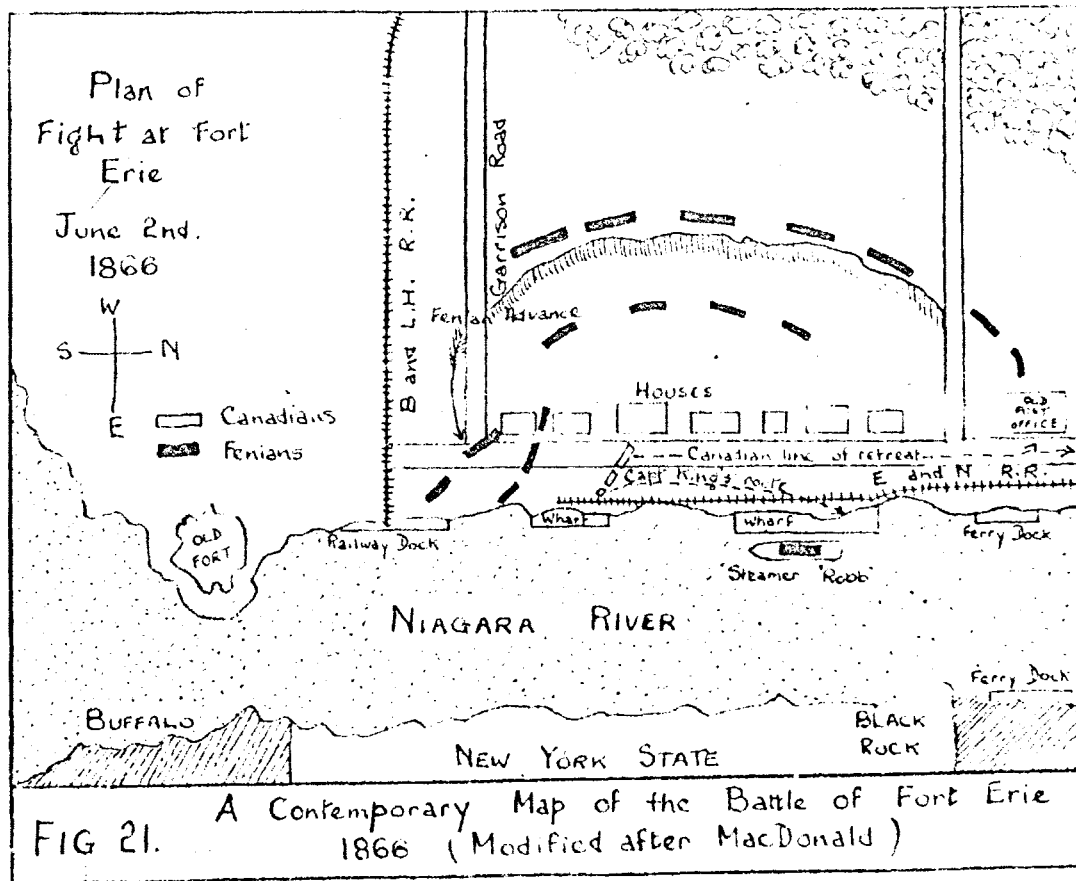 Plan of
Fight at Fort
Erie
June 2nd.
1866
W
S N
E
Canadians
Fenians
B and L.H. R.R.
Garrison Road
Fenian Advance
HOUSES
OLD
POST
OFFICE
Canadian line of retreat
Capt King's route
E and N R.R.
Railway Dock
Wharf
Wharf
Ferry Dock
'Steamer 'Robb'
OLD
FORT
NIAGARA RIVER
Ferry Dock
BUFFALO
BLACK
ROCK
NEW YORK STATE
FIG 21.
A Contemporary Map of the Battle of Fort Erie
1866 (Modified after MacDonald)